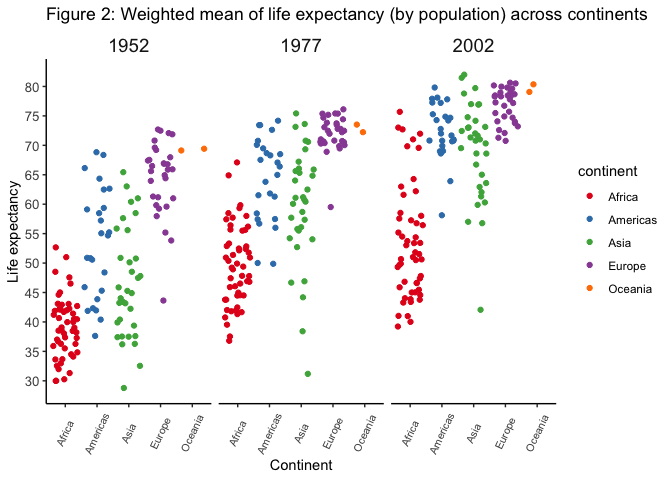 Figure 2: Weighted mean of life expectancy (by population) across continents
1952 1977 2002
80
75
70
65
60
55
50
45
40
35
30
Life expectancy
Africa Americas Asia Europe Oceania Africa Americas Asia Europe Oceania Africa Americas Asia Europe Oceania
Continent
continent
Africa
Americas
Asia
Europe
Oceania